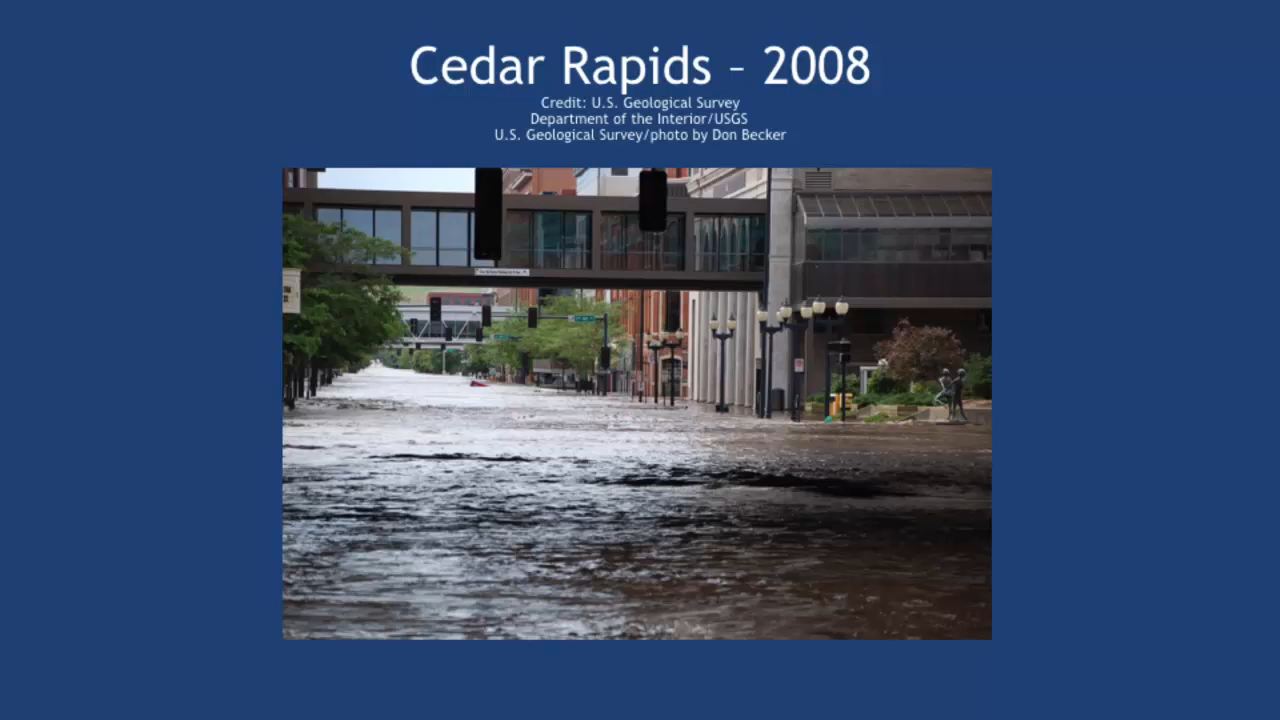 Cedar Rapids – 2008
Credit: U.S. Geological Survey
Department of the Interior/USGS
U.S. Geological Survey/photo by Don Becker